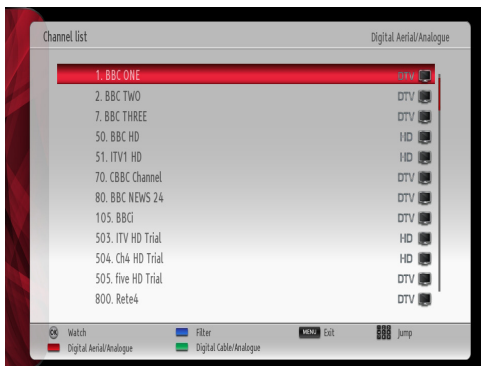 Channel list Digital Aerial/Analogue
1. BBC ONE DTV
2. BBC TWO DTV
7. BBC THREE DTV
50. BBC HD HD
51. ITV1 HD HD
70. CBBC Channel DTV
80. BBC NEWS 24 DTV
105. BBCi DTV
503. ITV HD Trial HD
504. Ch4 HD Trial HD
505. five HD Trial DTV
800. Rete4 DTV
OK Watch Filter MENU Exit Jump
Digital Aerial/Analogue Digital Cable/Analogue